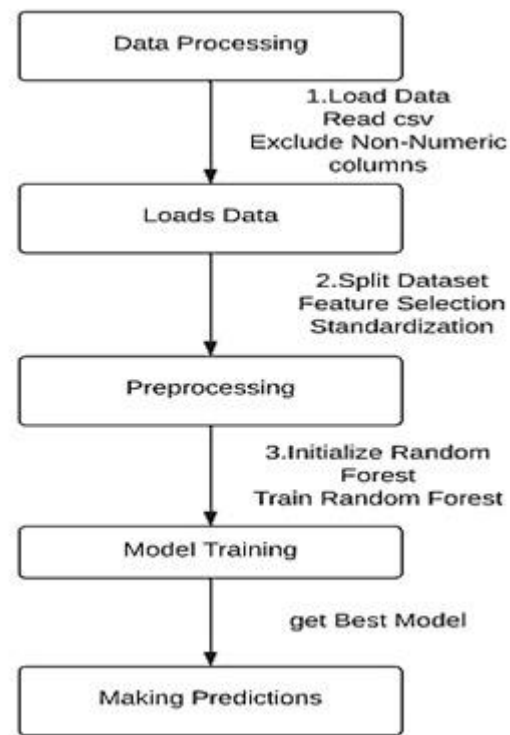 Data Processing
1.Load Data
Read csv
Exclude Non-Numeric
columns
Loads Data
2.Split Dataset
Feature Selection
Standardization
Preprocessing
3.Initialize Random
Forest
Train Random Forest
Model Training
get Best Model
Making Predictions